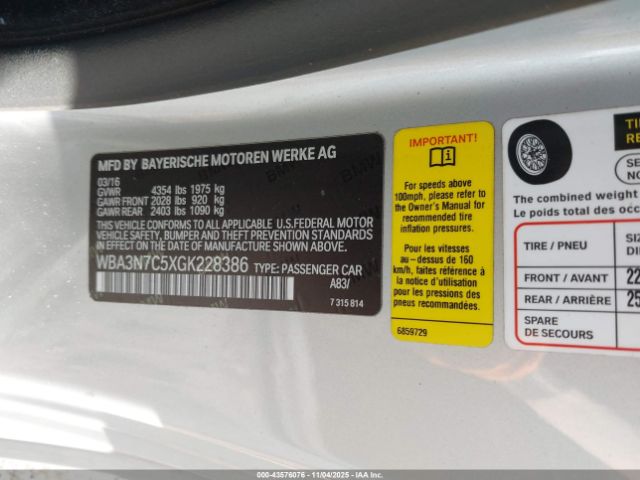 MFD BY BAYERISCHE MOTOREN WERKE AG
03/16
GVWR 4354 lbs 1975 kg
GAWR FRONT 2028 lbs 920 kg
GAWR REAR 2403 lbs 1090 kg
THIS VEHICLE CONFORMS TO ALL APPLICABLE U.S.FEDERAL MOTOR
VEHICLE SAFETY, BUMPER, AND THEFT PREVENTION STANDARDS IN
EFFECT ON THE DATE OF MANUFACTURE SHOWN ABOVE.
WBA3N7C5XGK228386 TYPE: PASSENGER CAR
A83/
7 315 814
IMPORTANT!
For speeds above
100mph, please refer to
the Owner's Manual for
recommended tire
inflation pressures.
Pour les vitesses
au-dessus de 160
km/h, faites référence à
la notice d'utilisation
pour les pressions des
pneus recommandées.
6859729
The combined weight
Le poids total des
TIRE / PNEU
FRONT / AVANT
REAR / ARRIÈRE
SPARE
DE SECOURS
000-43576076 - 11/04/2025 - IAA Inc.